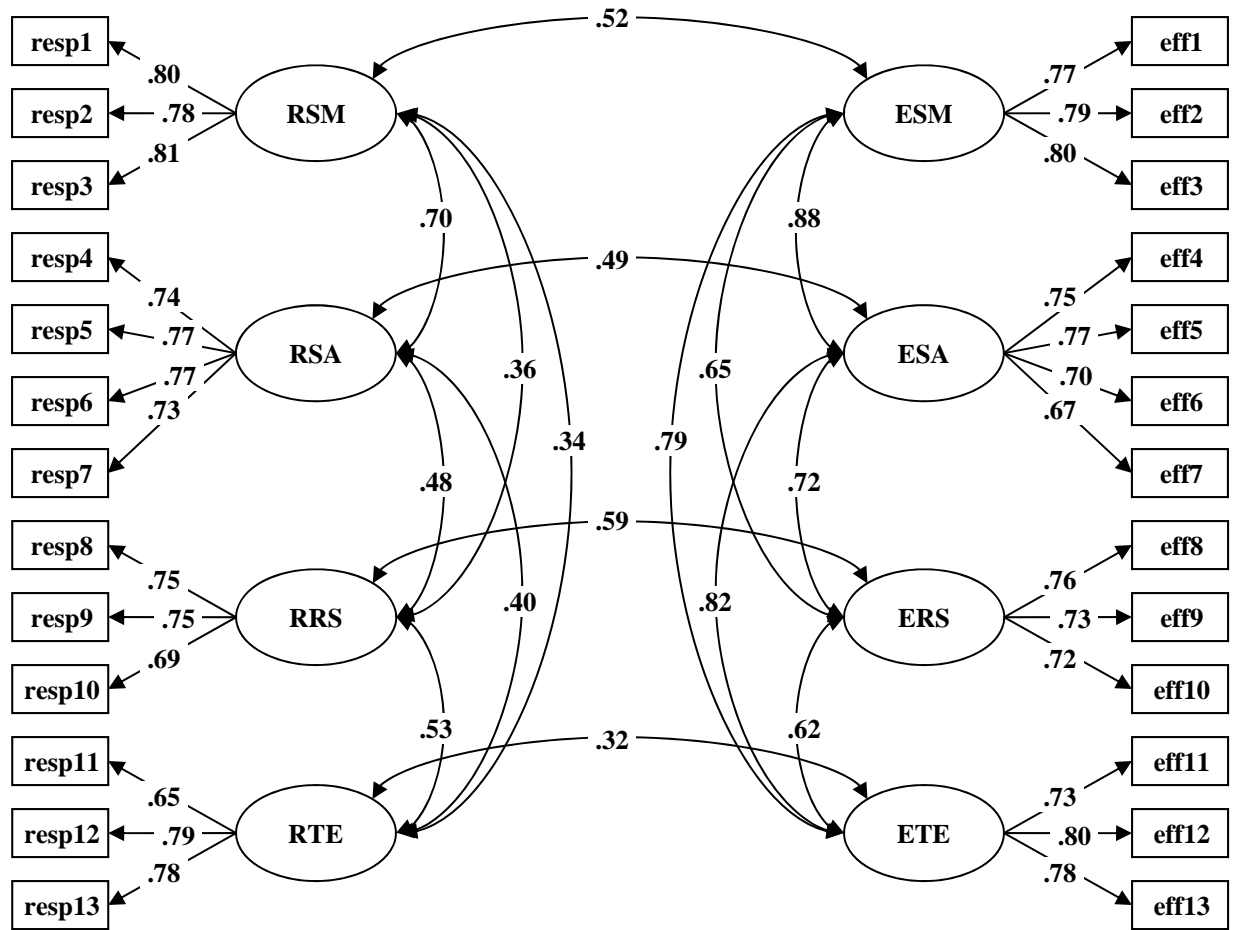 .52
resp1
.80
eff1
.77
resp2
.78
RSM
ESM
.79
eff2
resp3
.81
.80
eff3
.70
.88
resp4
.74
.49
eff4
.75
resp5
.77
RSA
ESA
.77
eff5
resp6
.77
.36
.65
.70
eff6
.73
.67
resp7
.34
.79
eff7
.48
.72
resp8
.75
.59
eff8
.76
resp9
.75
RRS
.40
.82
ERS
.73
eff9
resp10
.69
.72
eff10
.53
.62
resp11
.65
.32
eff11
.73
resp12
.79
RTE
ETE
.80
eff12
resp13
.78
.78
eff13